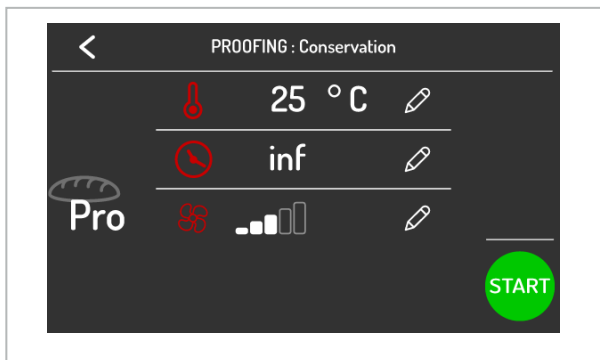 PROOFING : Conservation
25 °C
inf
Pro
START